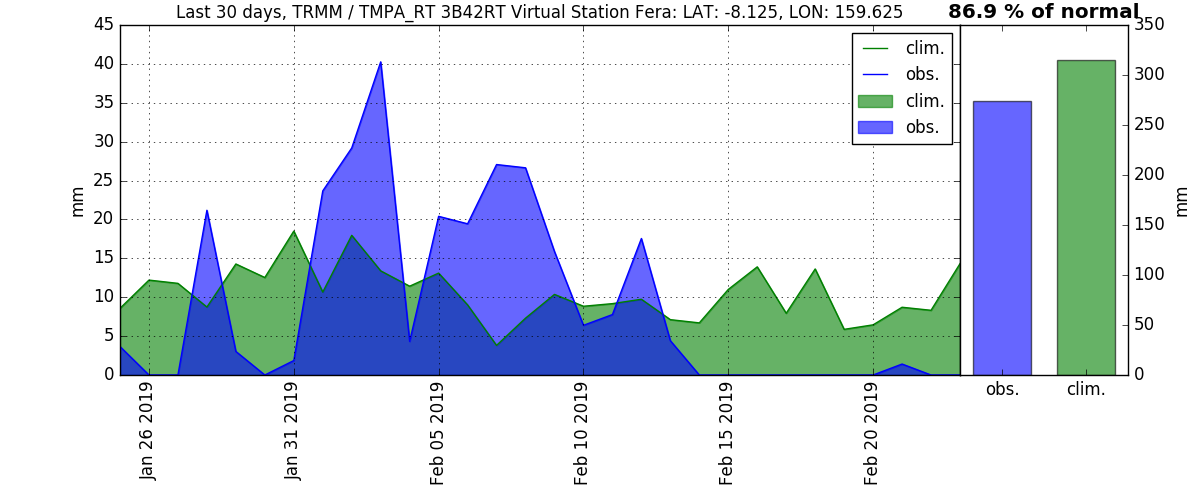 Last 30 days, TRMM / TMPA_RT 3B42RT Virtual Station Fera: LAT: -8.125, LON: 159.625
86.9 % of normal
45
40
35
30
25
20
15
10
5
0
mm
clim.
obs.
clim.
obs.
350
300
250
200
150
100
50
0
mm
Jan 26 2019
Jan 31 2019
Feb 05 2019
Feb 10 2019
Feb 15 2019
Feb 20 2019
obs.
clim.